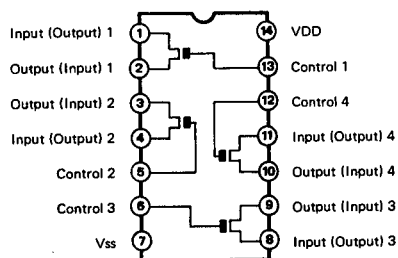 Input (Output) 1 1 14 VDD
Output (Input) 1 2 13 Control 1
Output (Input) 2 3 12 Control 4
Input (Output) 2 4 11 Input (Output) 4
Control 2 5 10 Output (Input) 4
Control 3 6 9 Output (Input) 3
Vss 7 8 Input (Output) 3